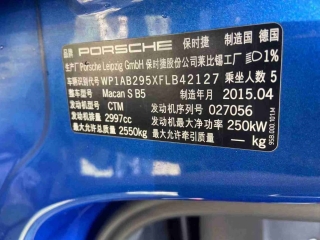 品牌 PORSCHE 保时捷 制造国 德国
生产厂 Porsche Leipzig GmbH 保时捷股份公司莱比锡工厂 1%
车辆识别代号 WP1AB295XFLB42127 乘坐人数 5
整车型号 Macan S B5 制造年月 2015.04
发动机型号 CTM 发动机序列号 027056
发动机排量 2997cc 发动机最大净功率 250kW
最大允许总质量 2550kg 最大允许牵引质量 — kg
95B.000.101.M